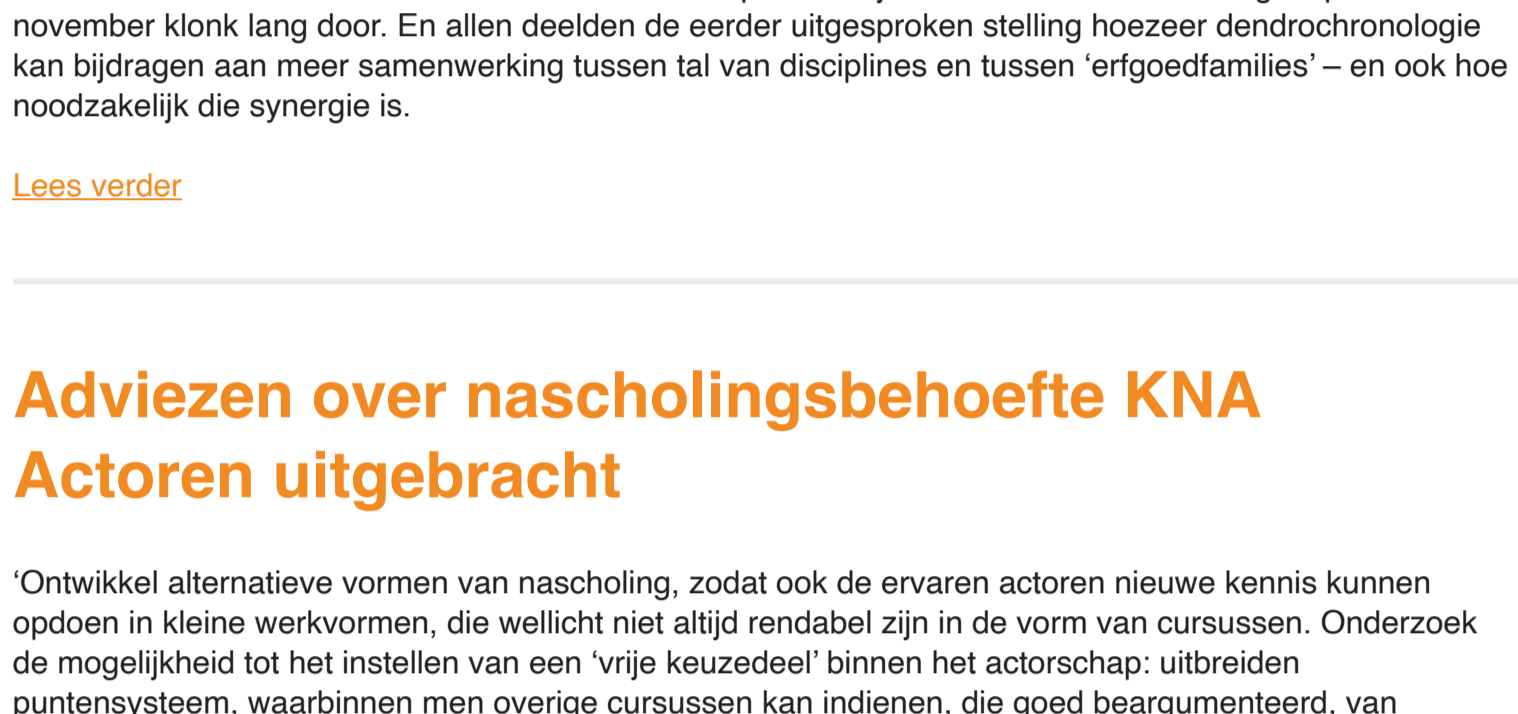 november klonk lang door. En allen deelden de eerder uitgesproken stelling hoezeer dendrochronologie
kan bijdragen aan meer samenwerking tussen tal van disciplines en tussen ‘erfgoedfamilies’ – en ook hoe
noodzakelijk die synergie is.
Lees verder
Adviezen over nascholingsbehoefte KNA
Actoren uitgebracht
‘Ontwikkel alternatieve vormen van nascholing, zodat ook de ervaren actoren nieuwe kennis kunnen
opdoen in kleine werkvormen, die wellicht niet altijd rendabel zijn in de vorm van cursussen. Onderzoek
de mogelijkheid tot het instellen van een ‘vrije keuzedeel’ binnen het actorschap: uitbreiden
puntensysteem, waarbinnen men overige cursussen kan indienen, die goed beargumenteerd, van